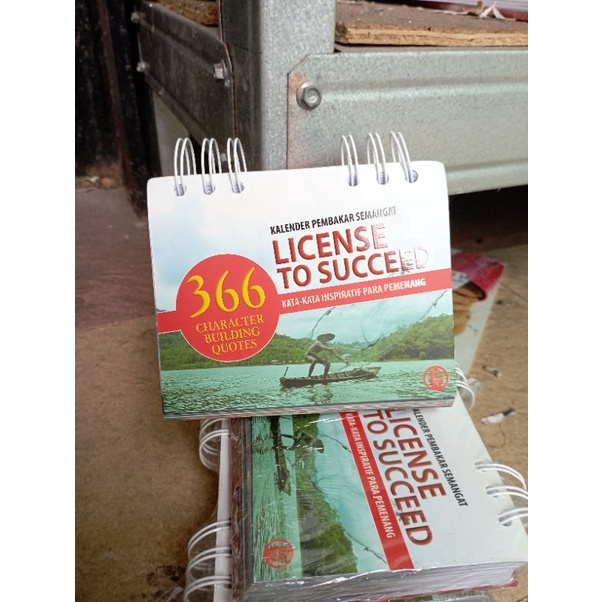 KALENDER PEMBAKAR SEMANGAT
LICENSE
TO SUCCEED
KATA-KATA INSPIRATIF PARA PEMENANG
366
CHARACTER
BUILDING
QUOTES
KALENDER PEMBAKAR SEMANGAT
LICENSE
TO SUCCEED
KATA-KATA INSPIRATIF PARA PEMENANG